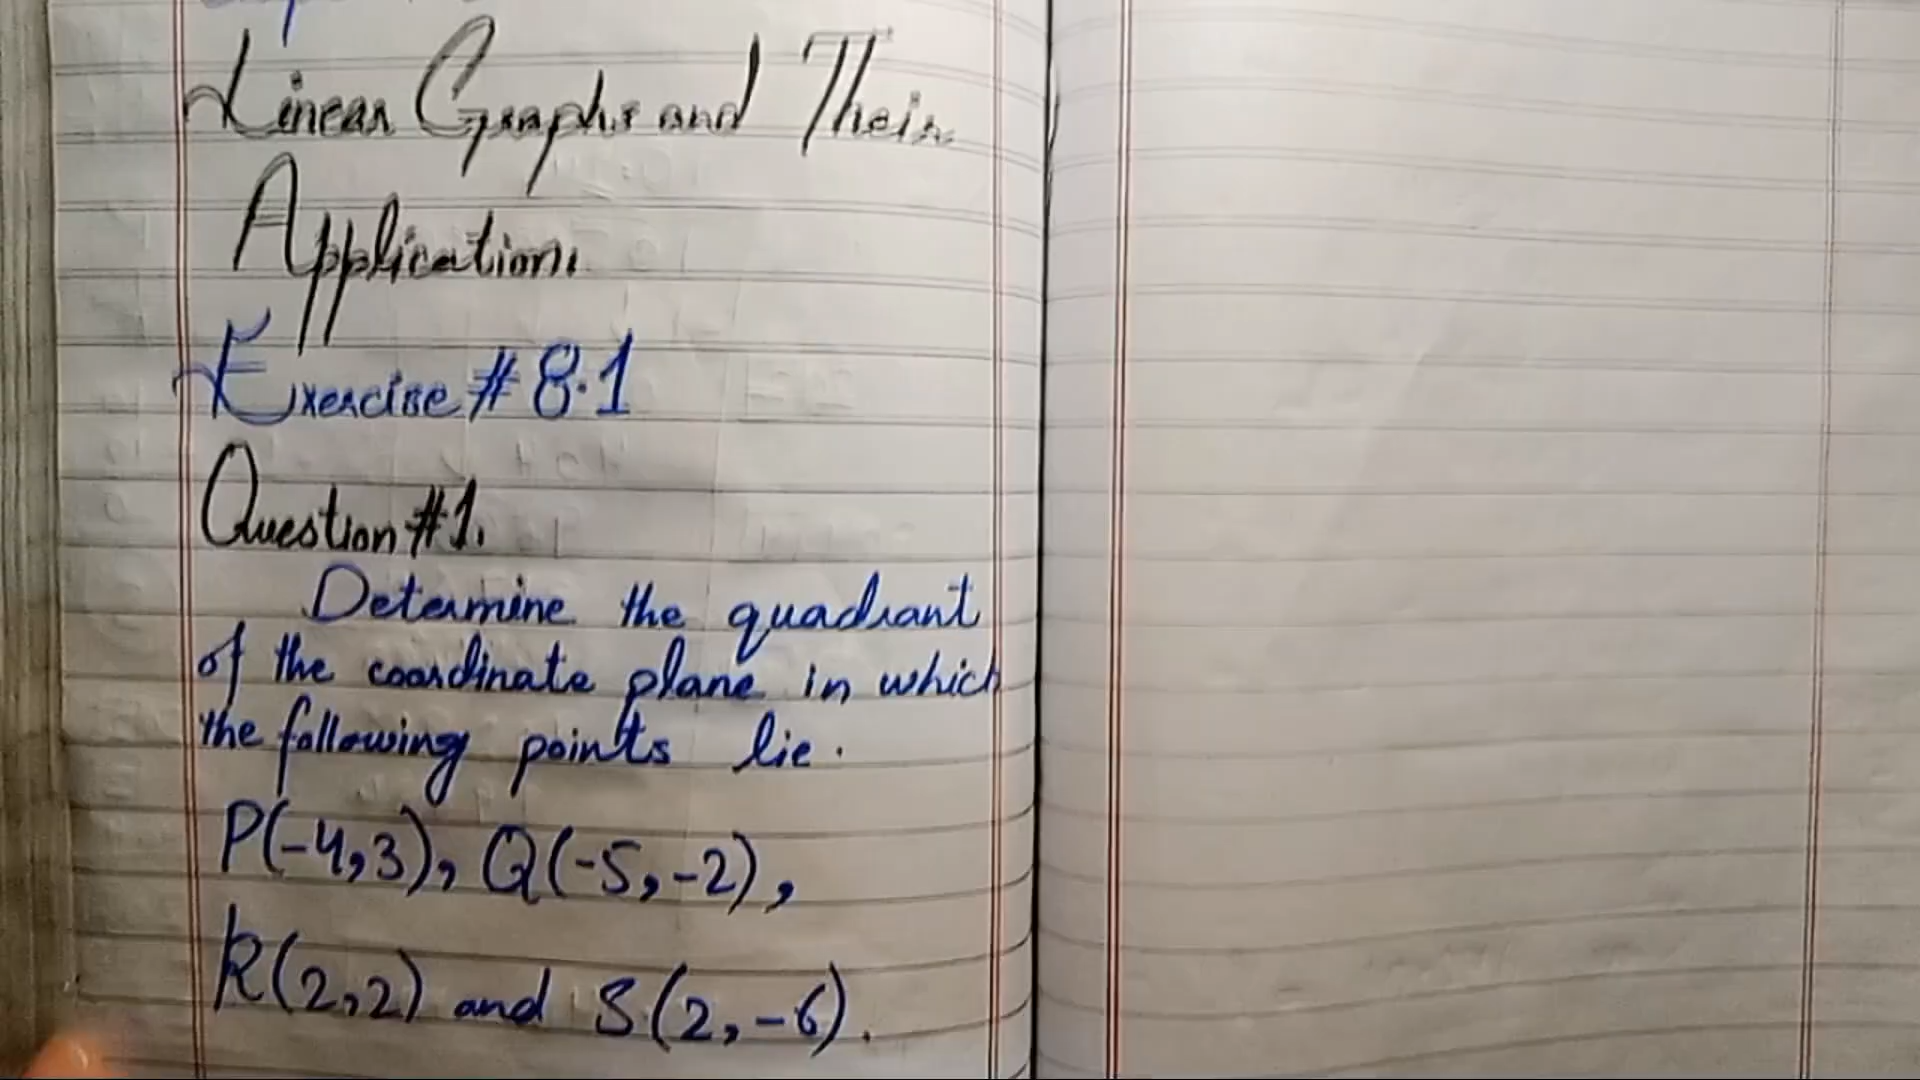 Linear Graphs and Their
Application.
Exercise # 8.1
Question #1.
Determine the quadrant
of the coordinate plane in which
the following points lie.
P(-4,3), Q(-5,-2),
R(2,2) and S(2,-6).